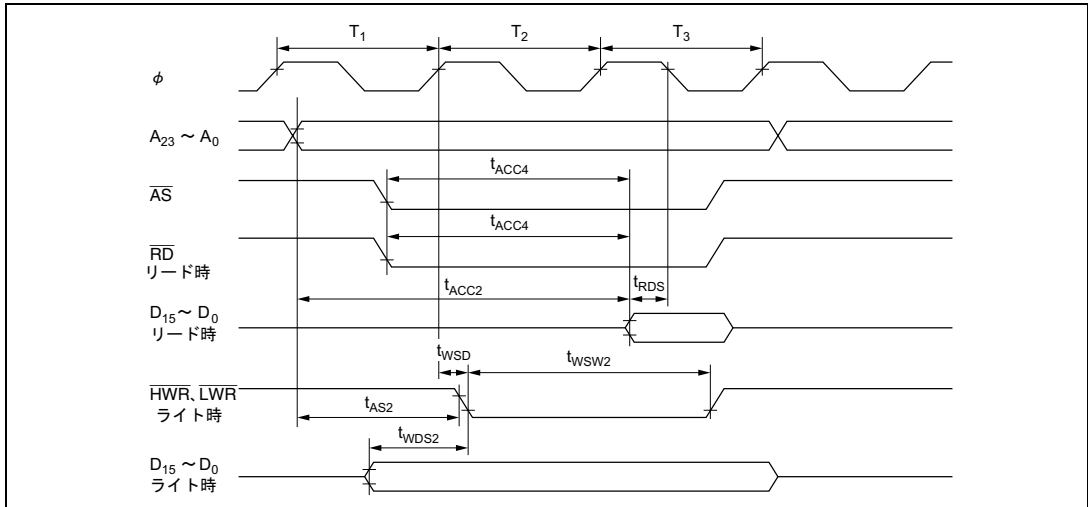 T₁ T₂ T₃
φ
A₂₃ ～ A₀
tACC4
AS
tACC4
RD
リード時
tACC2 tRDS
D₁₅～ D₀
リード時
tWSD tWSW2
HWR、LWR
ライト時
tAS2
tWDS2
D₁₅ ～ D₀
ライト時